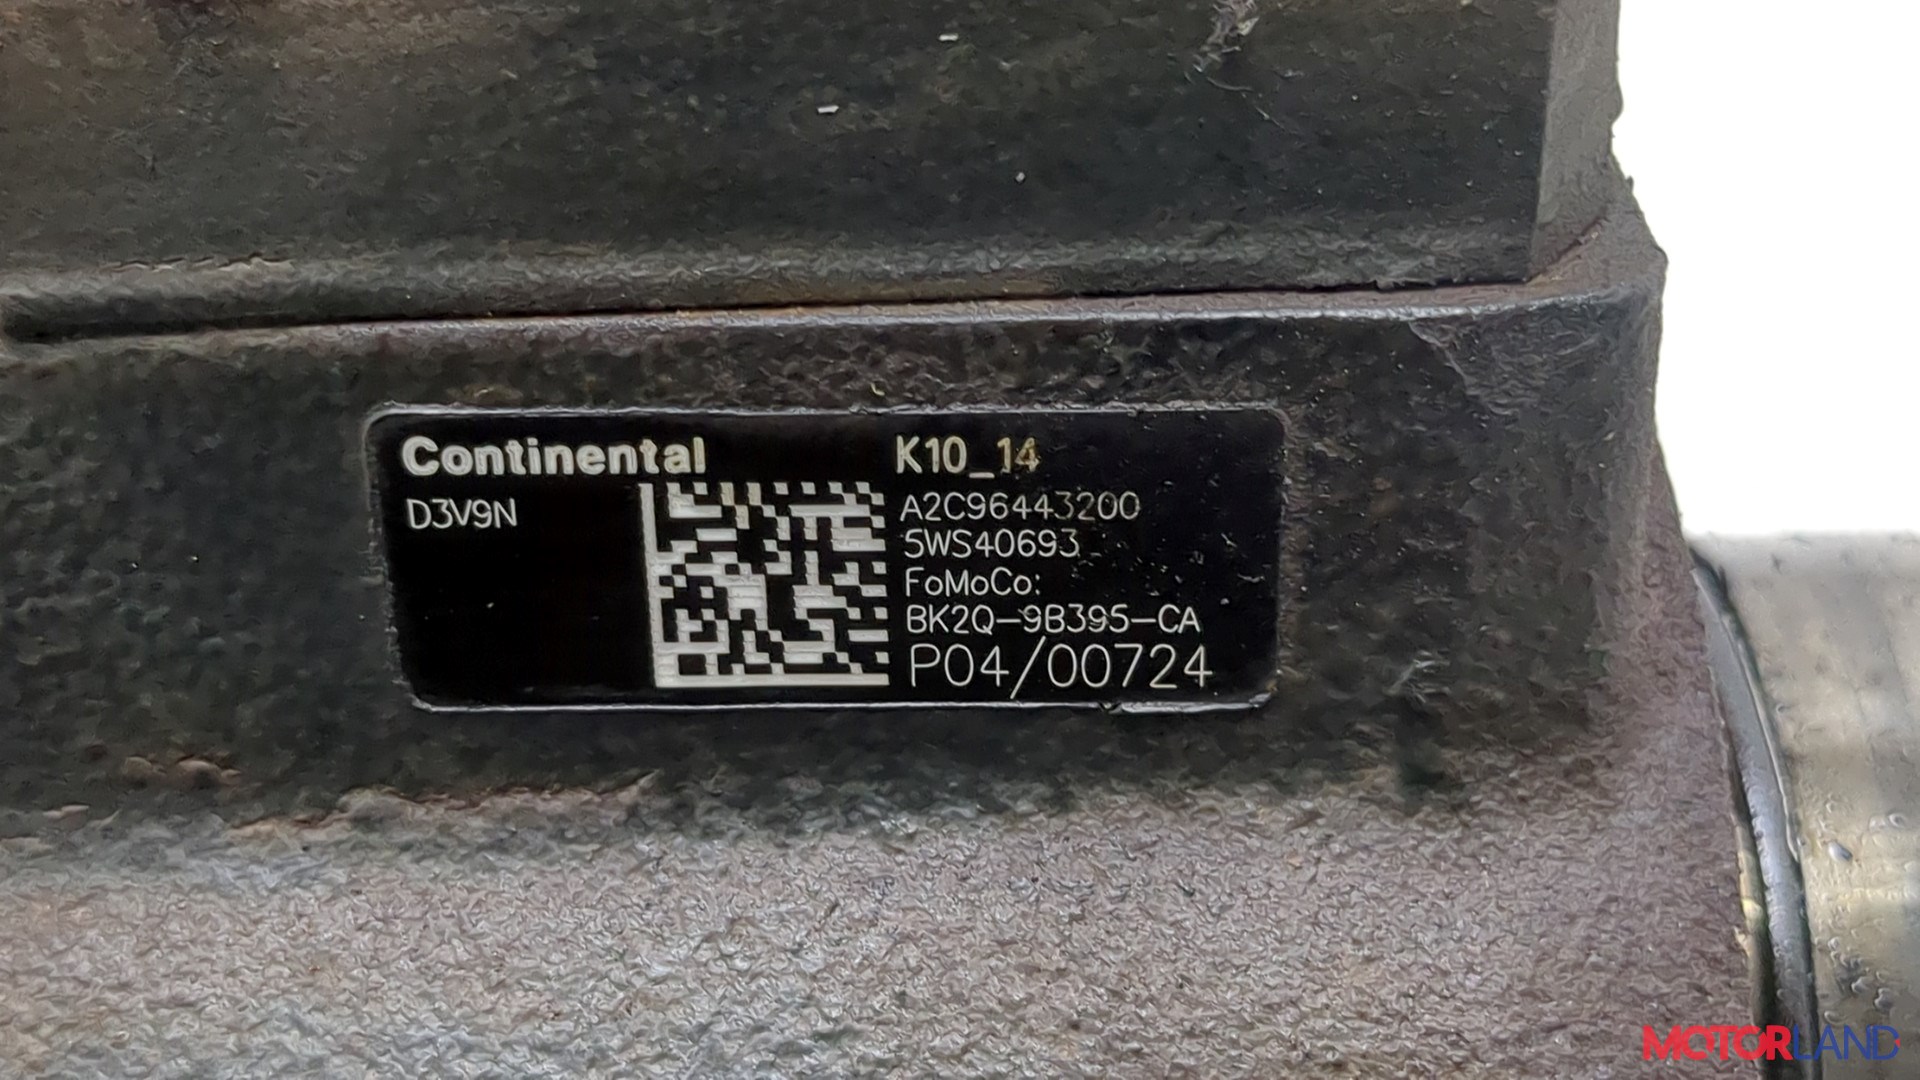 Continental
D3V9N
K10_14
A2C96443200
5WS40693
FoMoCo:
BK2Q-9B395-CA
P04/00724
MOTORLAND